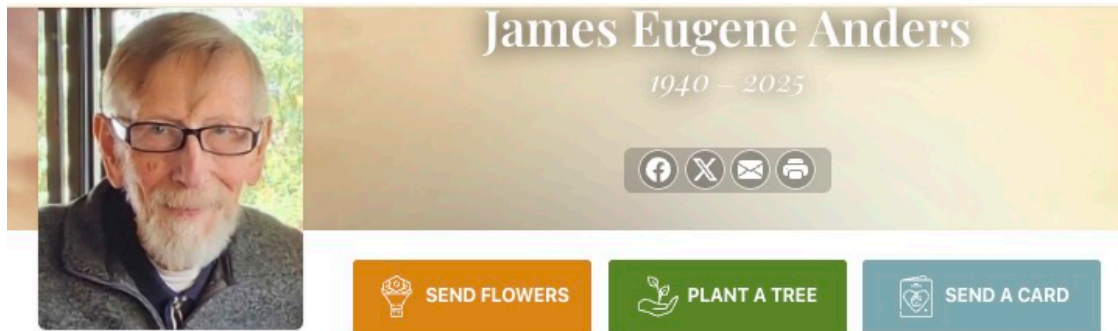 James Eugene Anders
1940 – 2025
SEND FLOWERS
PLANT A TREE
SEND A CARD